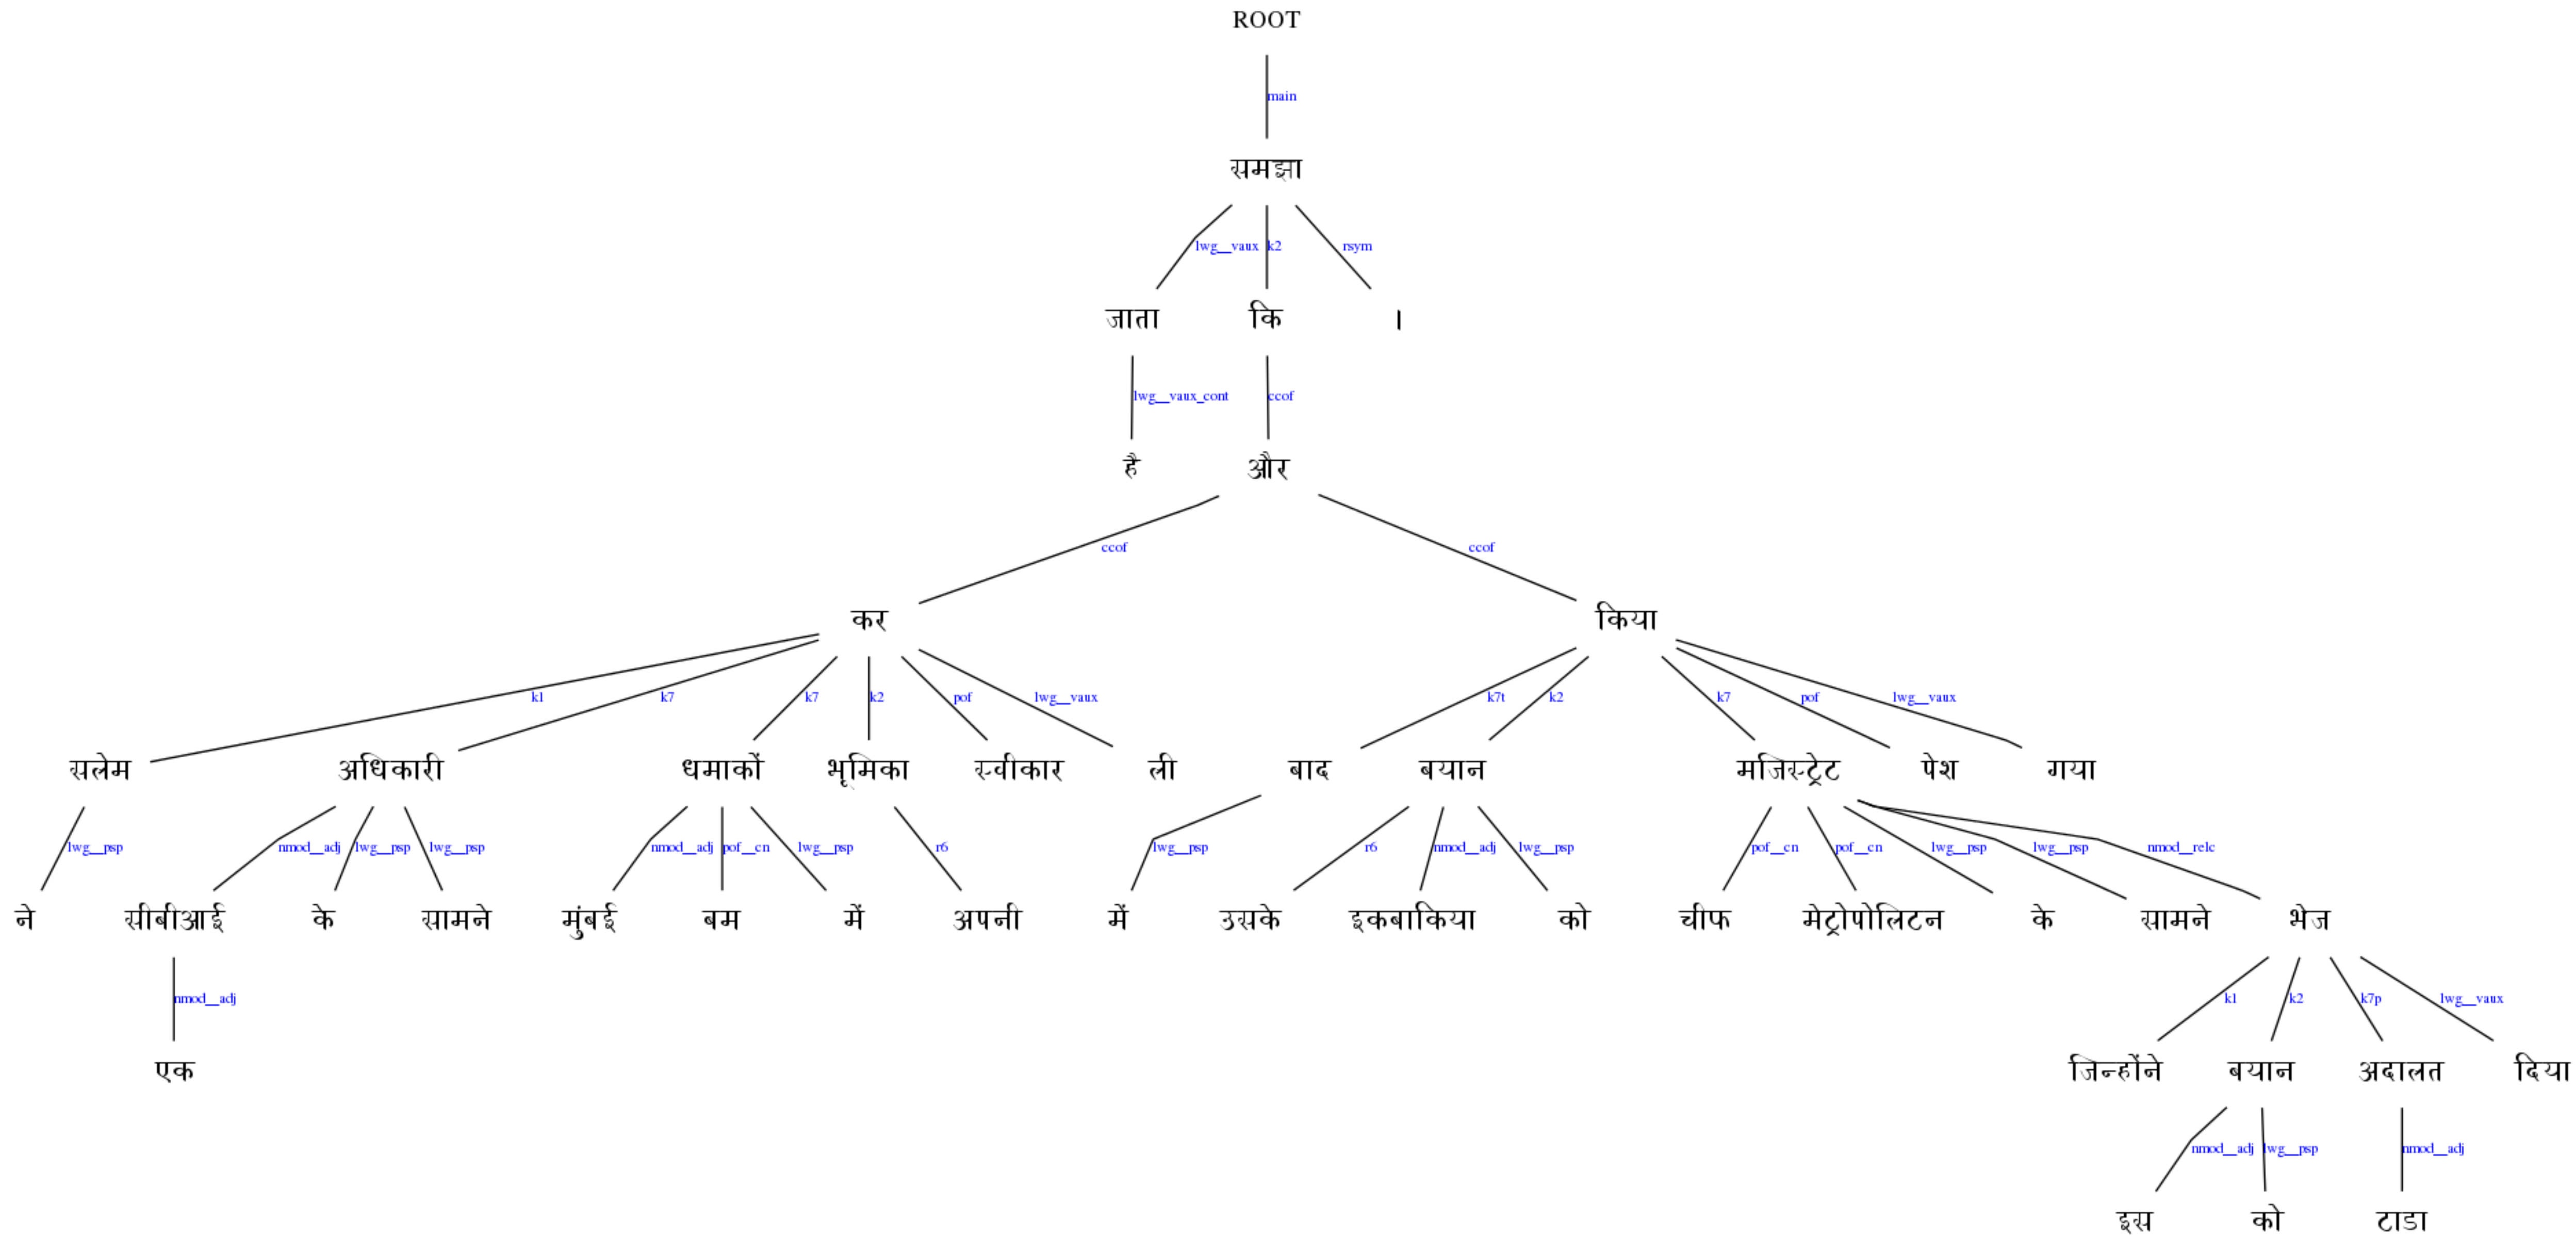 ROOT
main
समझा
lwg__vaux k2 rsym
जाता कि ।
lwg__vaux_cont ccof
है और
ccof ccof
कर किया
k1 k7 k7 k2 pof lwg__vaux k7t k2 k7 pof lwg__vaux
सलेम अधिकारी धमाकों भूमिका स्वीकार ली बाद बयान मजिस्ट्रेट पेश गया
lwg__psp nmod__adj lwg__psp lwg__psp nmod__adj pof__cn lwg__psp r6 lwg__psp r6 nmod__adj lwg__psp pof__cn pof__cn lwg__psp lwg__psp nmod__relc
ने सीबीआई के सामने मुंबई बम में अपनी में उसके इकबाकिया को चीफ मेट्रोपोलिटन के सामने भेज
nmod__adj k1 k2 k7p lwg__vaux
एक जिन्होंने बयान अदालत दिया
nmod__adj lwg__psp nmod__adj
इस को टाडा